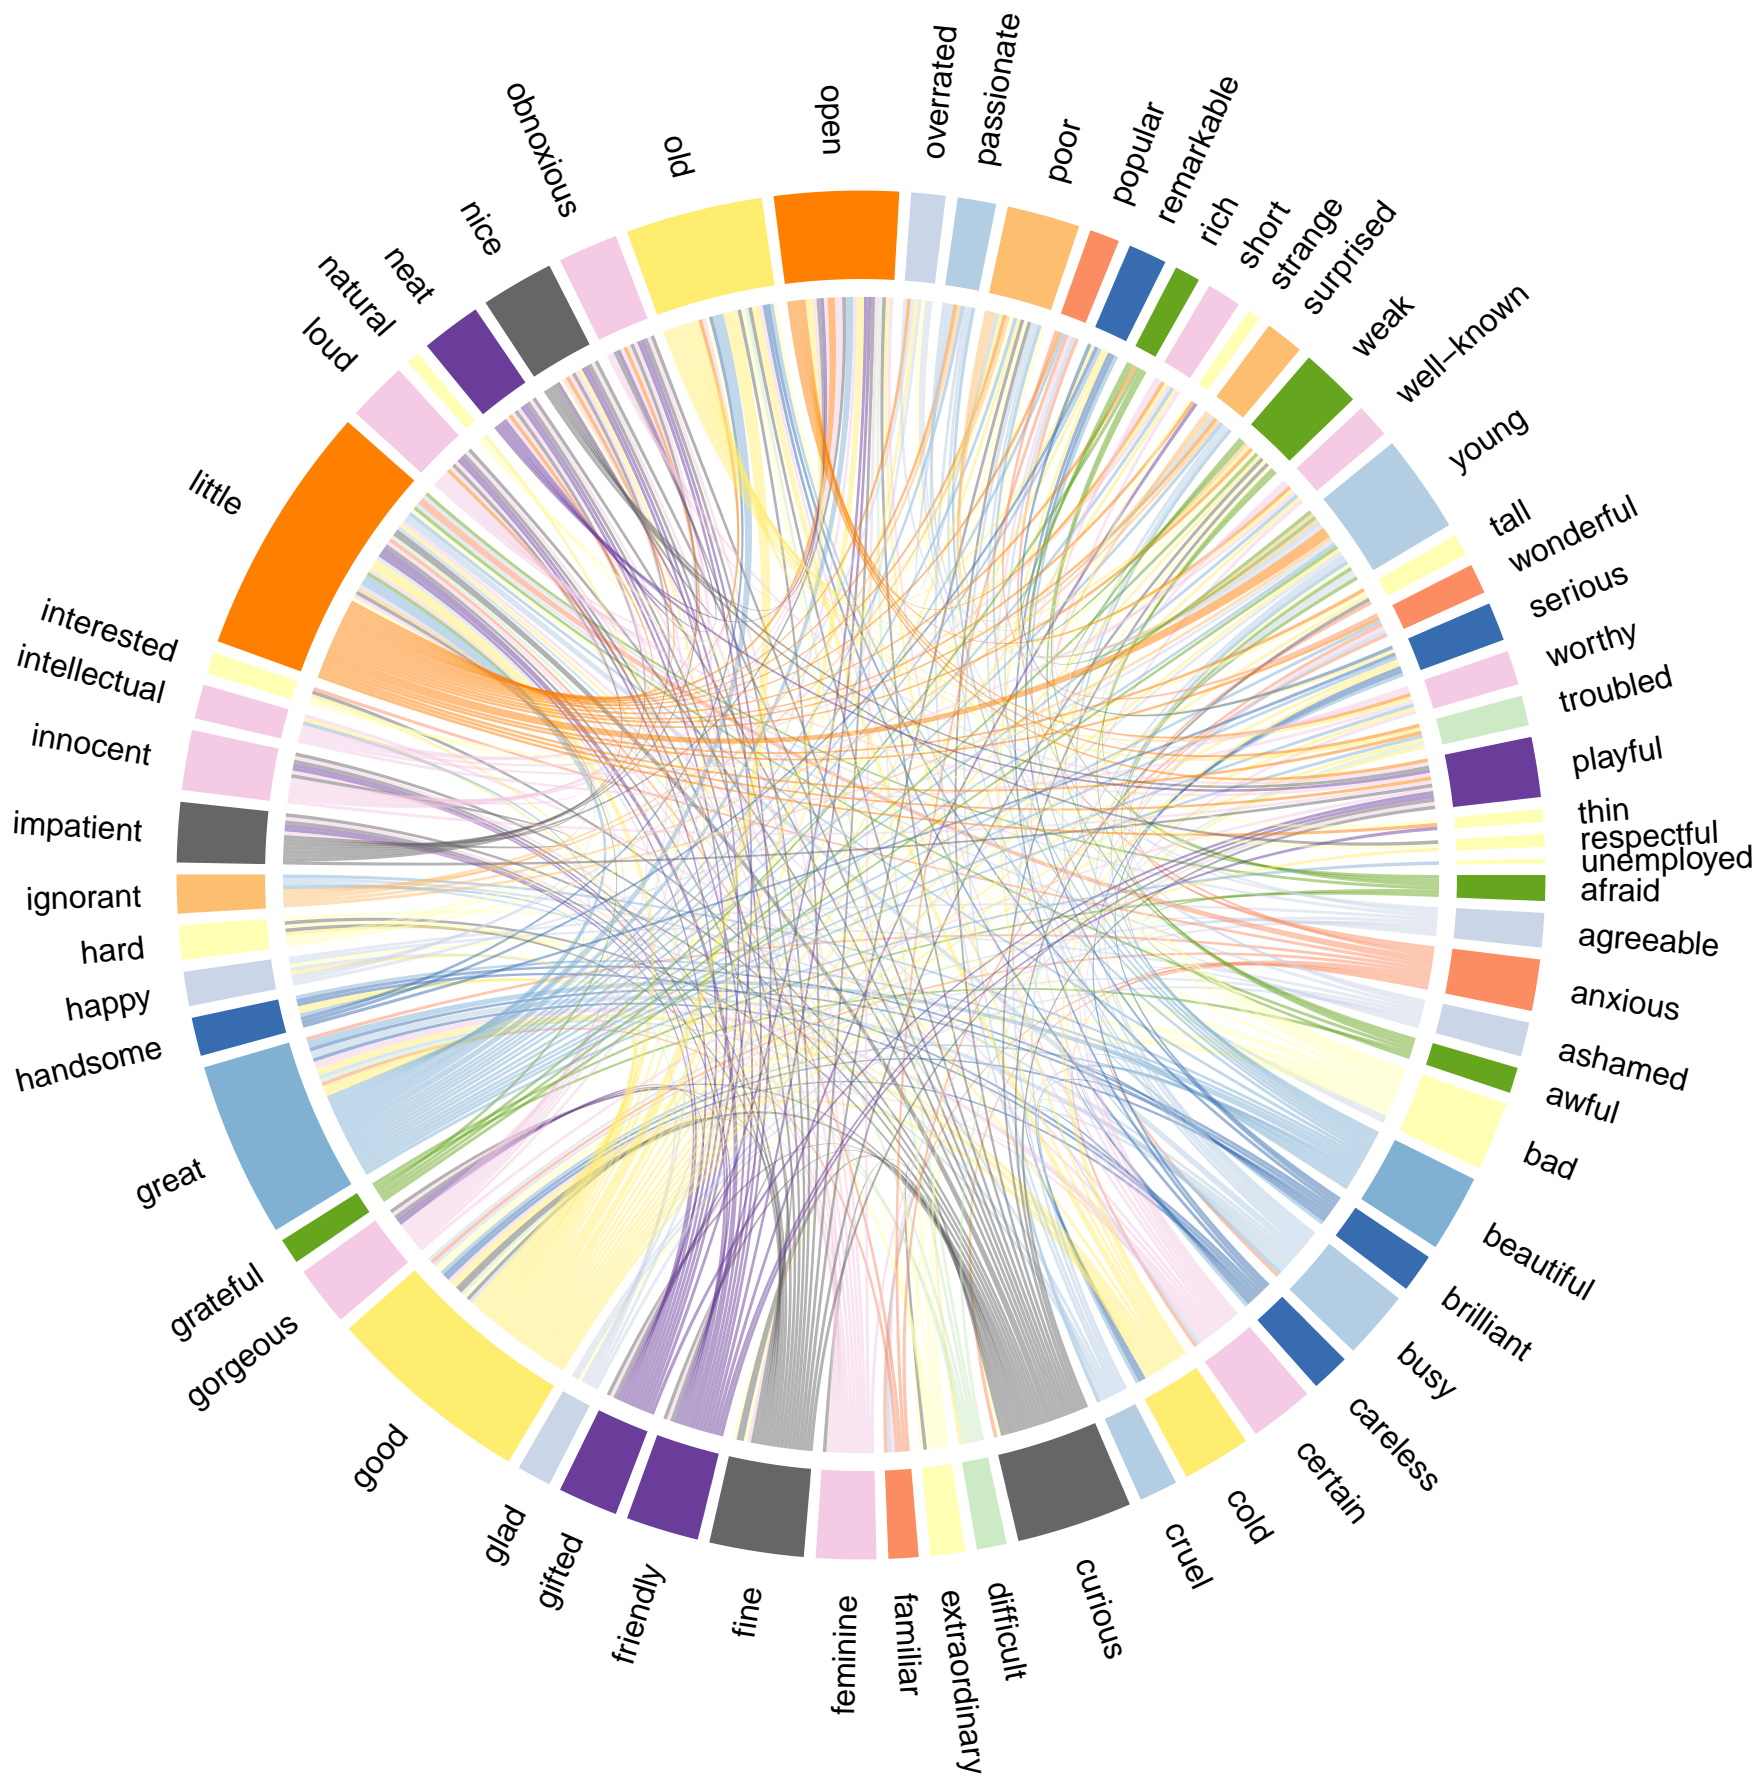 open
overrated
passionate
poor
popular
remarkable
rich
short
strange
surprised
weak
well–known
young
tall
wonderful
serious
worthy
troubled
playful
thin
respectful
unemployed
afraid
agreeable
anxious
ashamed
awful
bad
beautiful
brilliant
busy
careless
certain
cold
cruel
curious
difficult
extraordinary
familiar
feminine
fine
friendly
gifted
glad
good
gorgeous
grateful
great
handsome
happy
hard
ignorant
impatient
innocent
intellectual
interested
little
loud
natural
neat
nice
obnoxious
old